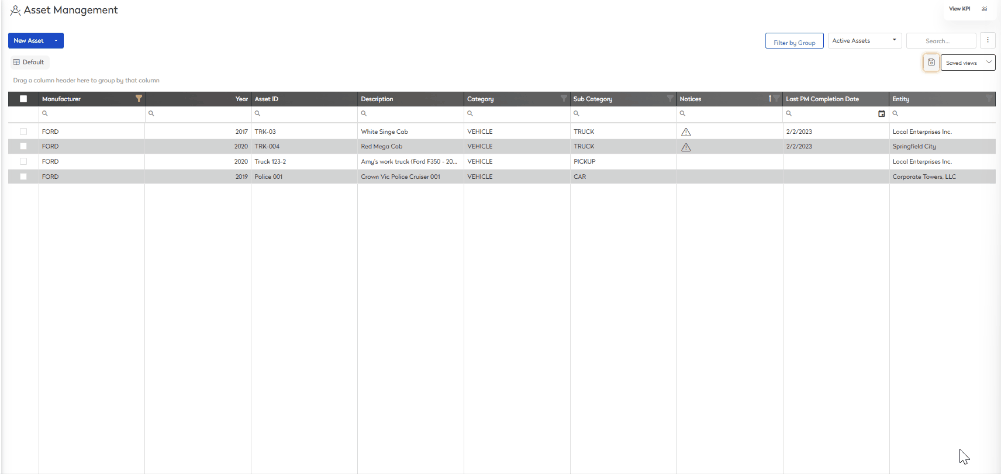 Asset Management
View KPI
New Asset
Filter by Group
Active Assets
Search...
Default
Saved views
Drag a column header here to group by that column
Manufacturer Year Asset ID Description Category Sub Category Notices Last PM Completion Date Entity
FORD 2017 TRK-03 White Singe Cab VEHICLE TRUCK 2/2/2023 Local Enterprises Inc.
FORD 2020 TRK-004 Red Mega Cab VEHICLE TRUCK 2/2/2023 Springfield City
FORD 2020 Truck 123-2 Amy's work truck (Ford F350 - 20... VEHICLE PICKUP Local Enterprises Inc.
FORD 2019 Police 001 Crown Vic Police Cruiser 001 VEHICLE CAR Corporate Towers, LLC